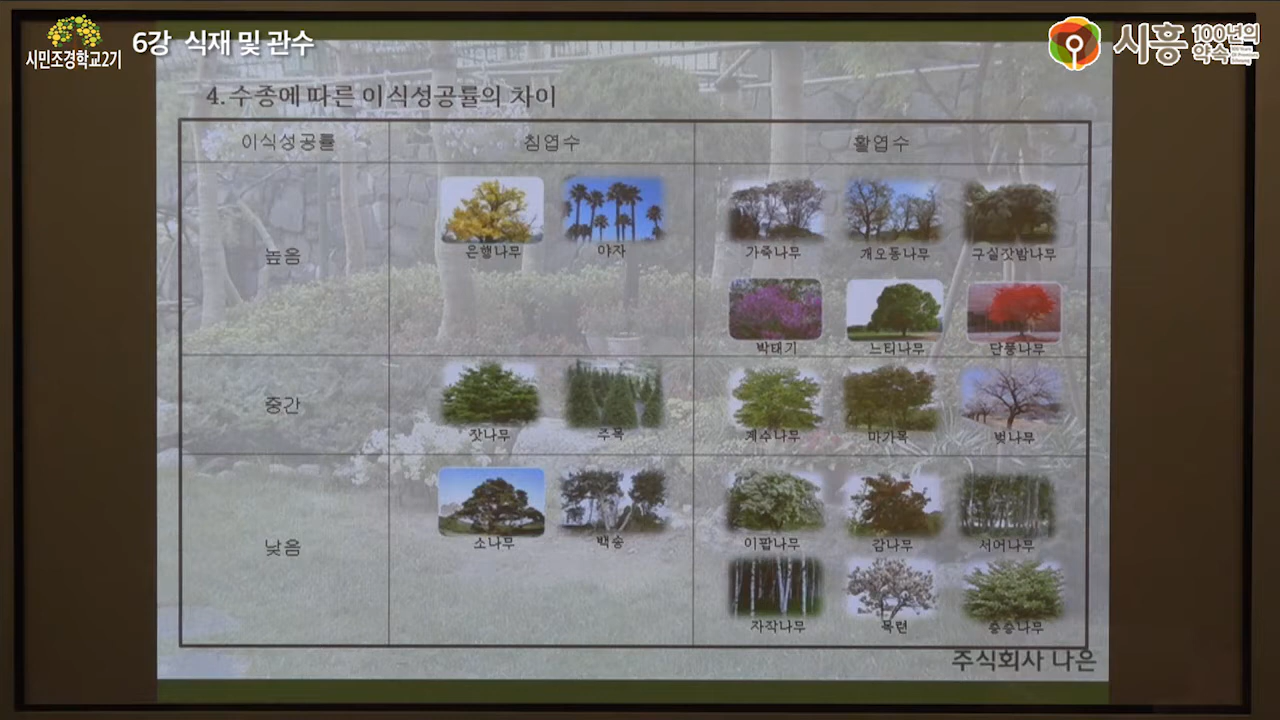 시민조경학교2기
6강 식재 및 관수
시흥 100년의 약속
4. 수종에 따른 이식성공률의 차이
이식성공률 침엽수 활엽수
높음
은행나무 야자 가죽나무 개오동나무 구실잣밤나무
박태기 느티나무 단풍나무
중간
잣나무 주목 계수나무 마가목 벚나무
낮음
소나무 백송 이팝나무 감나무 서어나무
자작나무 목련 층층나무
주식회사 나은